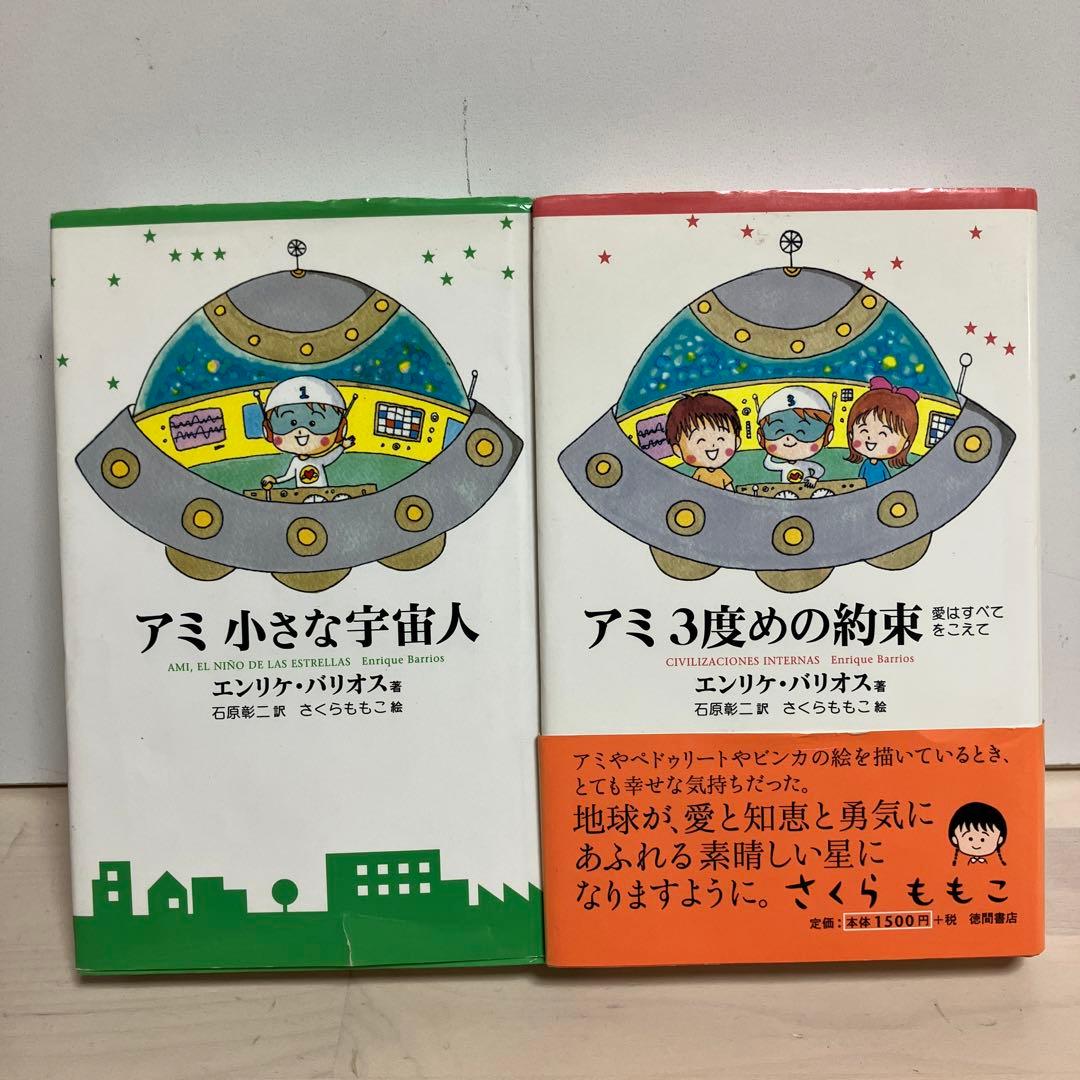 1
アミ 小さな宇宙人
AMI, EL NIÑO DE LAS ESTRELLAS Enrique Barrios
エンリケ・バリオス著
石原彰二訳 さくらももこ絵
3
アミ 3度めの約束 愛はすべて
をこえて
CIVILIZACIONES INTERNAS Enrique Barrios
エンリケ・バリオス著
石原彰二訳 さくらももこ絵
アミやペドゥリートやビンカの絵を描いているとき、
とても幸せな気持ちだった。
地球が、愛と知恵と勇気に
あふれる素晴しい星に
なりますように。さくら ももこ
定価:本体1500円+税 徳間書店